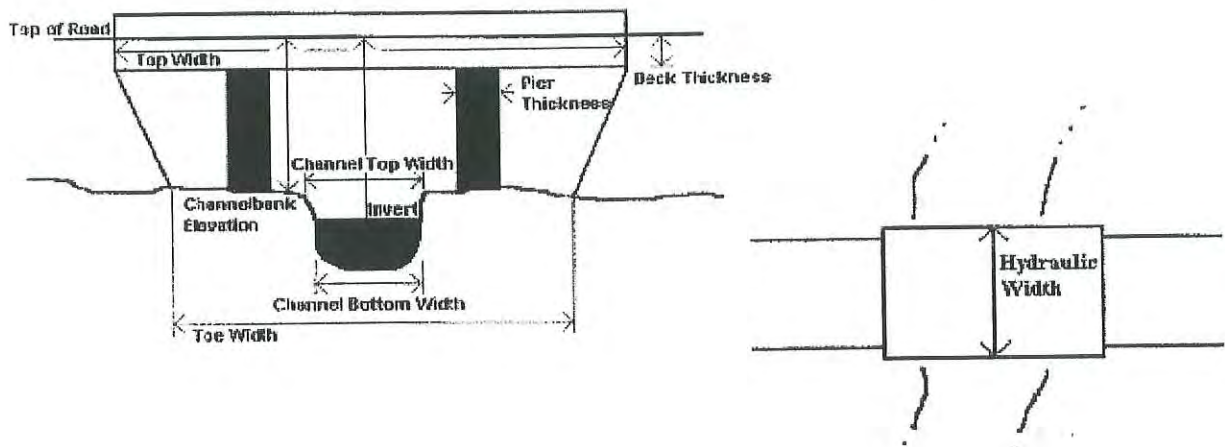 Top of Road
Top Width
Deck Thickness
Pier
Thickness
Channel Top Width
Channelbank
Elevation
Invert
Channel Bottom Width
Toe Width
Hydraulic
Width